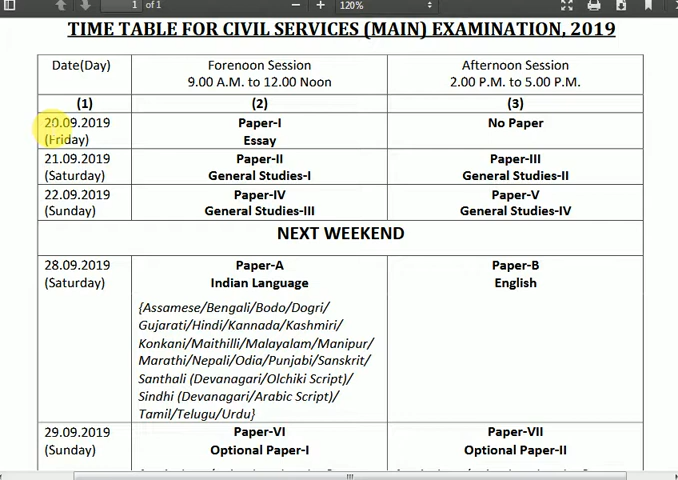 1 of 1
120%
TIME TABLE FOR CIVIL SERVICES (MAIN) EXAMINATION, 2019
Date(Day)
Forenoon Session
9.00 A.M. to 12.00 Noon
Afternoon Session
2.00 P.M. to 5.00 P.M.
(1)
(2)
(3)
20.09.2019
(Friday)
Paper-I
Essay
No Paper
21.09.2019
(Saturday)
Paper-II
General Studies-I
Paper-III
General Studies-II
22.09.2019
(Sunday)
Paper-IV
General Studies-III
Paper-V
General Studies-IV
NEXT WEEKEND
28.09.2019
(Saturday)
Paper-A
Indian Language
{Assamese/Bengali/Bodo/Dogri/
Gujarati/Hindi/Kannada/Kashmiri/
Konkani/Maithilli/Malayalam/Manipur/
Marathi/Nepali/Odia/Punjabi/Sanskrit/
Santhali (Devanagari/Olchiki Script)/
Sindhi (Devanagari/Arabic Script)/
Tamil/Telugu/Urdu}
Paper-B
English
29.09.2019
(Sunday)
Paper-VI
Optional Paper-I
Paper-VII
Optional Paper-II